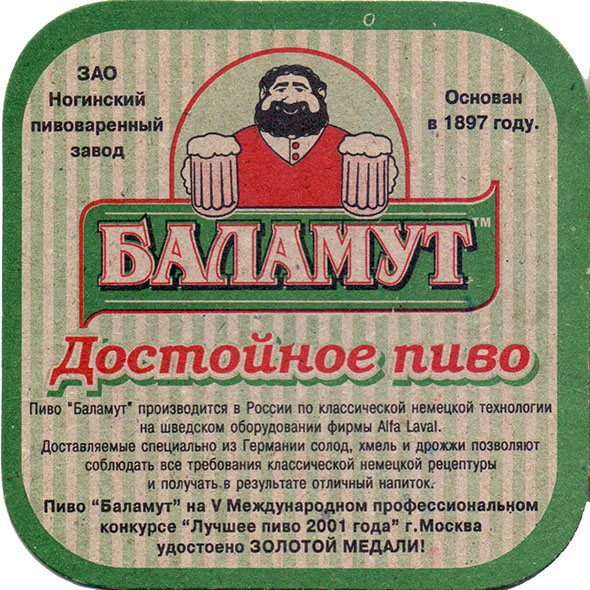 ЗАО
Ногинский
пивоваренный
завод
Основан
в 1897 году.
БАЛАМУТ™
Достойное пиво
Пиво "Баламут" производится в России по классической немецкой технологии
на шведском оборудовании фирмы Alfa Laval.
Доставляемые специально из Германии солод, хмель и дрожжи позволяют
соблюдать все требования классической немецкой рецептуры
и получать в результате отличный напиток.
Пиво "Баламут" на V Международном профессиональном
конкурсе "Лучшее пиво 2001 года" г.Москва
удостоено ЗОЛОТОЙ МЕДАЛИ!